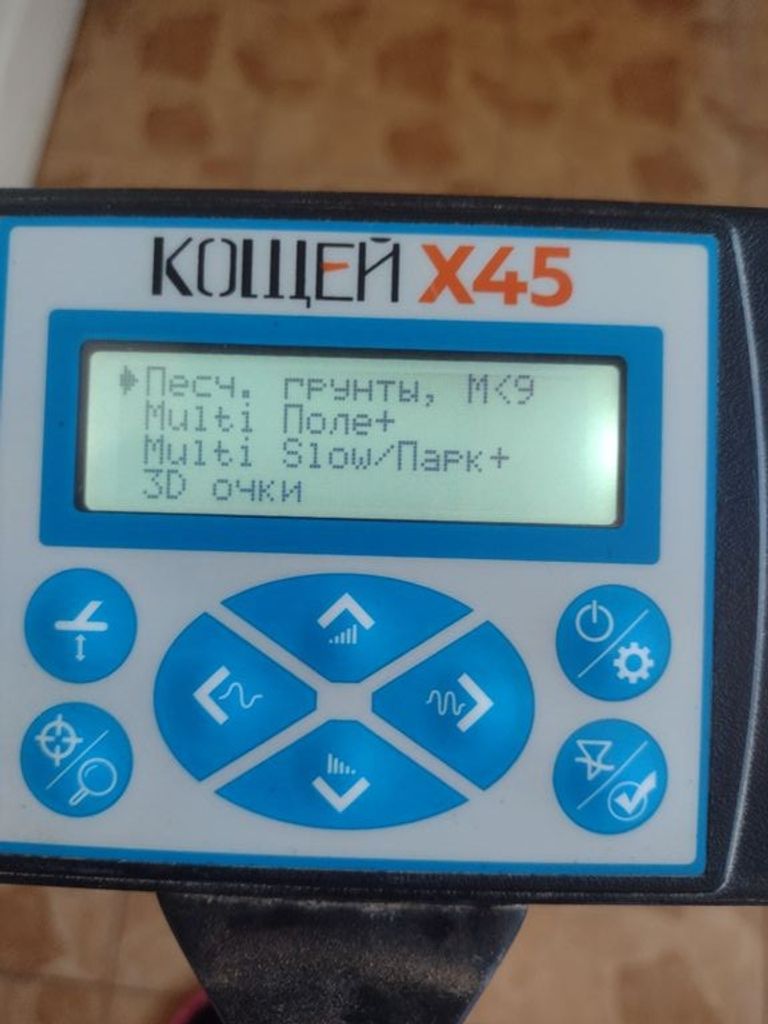 КОЩЕЙ X45
Песч. грунты, М<9
Multi Поле+
Multi Slow/Парк+
3D очки